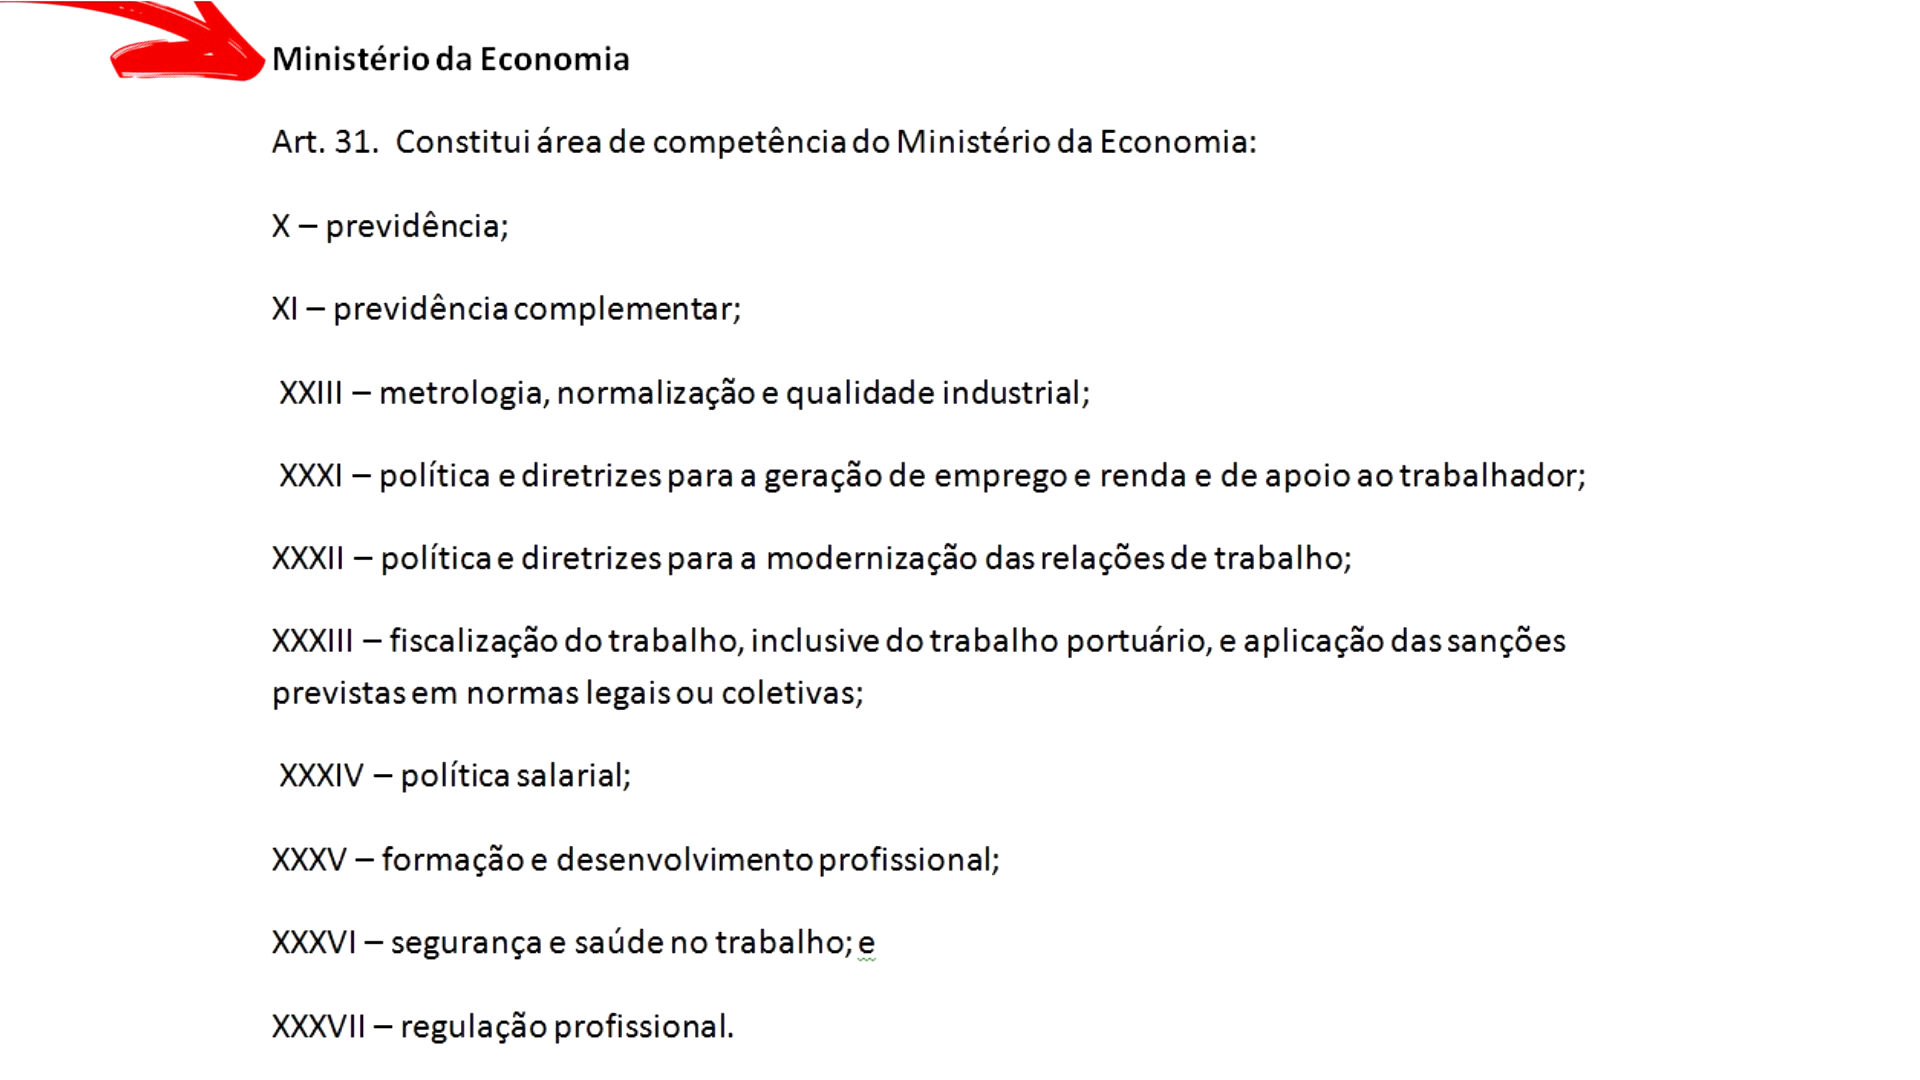 Ministério da Economia
Art. 31. Constitui área de competência do Ministério da Economia:
X – previdência;
XI – previdência complementar;
XXIII – metrologia, normalização e qualidade industrial;
XXXI – política e diretrizes para a geração de emprego e renda e de apoio ao trabalhador;
XXXII – política e diretrizes para a modernização das relações de trabalho;
XXXIII – fiscalização do trabalho, inclusive do trabalho portuário, e aplicação das sanções
previstas em normas legais ou coletivas;
XXXIV – política salarial;
XXXV – formação e desenvolvimento profissional;
XXXVI – segurança e saúde no trabalho; e
XXXVII – regulação profissional.